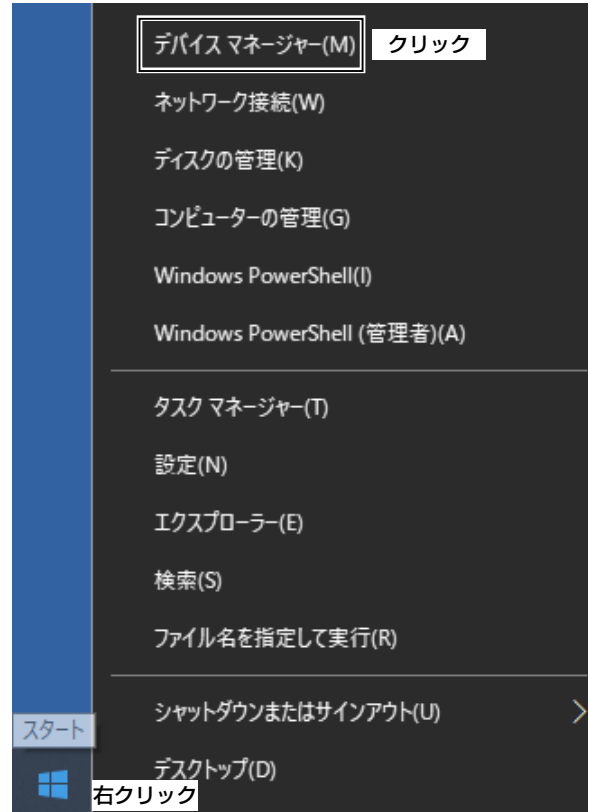 デバイス マネージャー(M)
クリック
ネットワーク接続(W)
ディスクの管理(K)
コンピューターの管理(G)
Windows PowerShell(I)
Windows PowerShell (管理者)(A)
タスク マネージャー(T)
設定(N)
エクスプローラー(E)
検索(S)
ファイル名を指定して実行(R)
シャットダウンまたはサインアウト(U)
スタート
デスクトップ(D)
右クリック